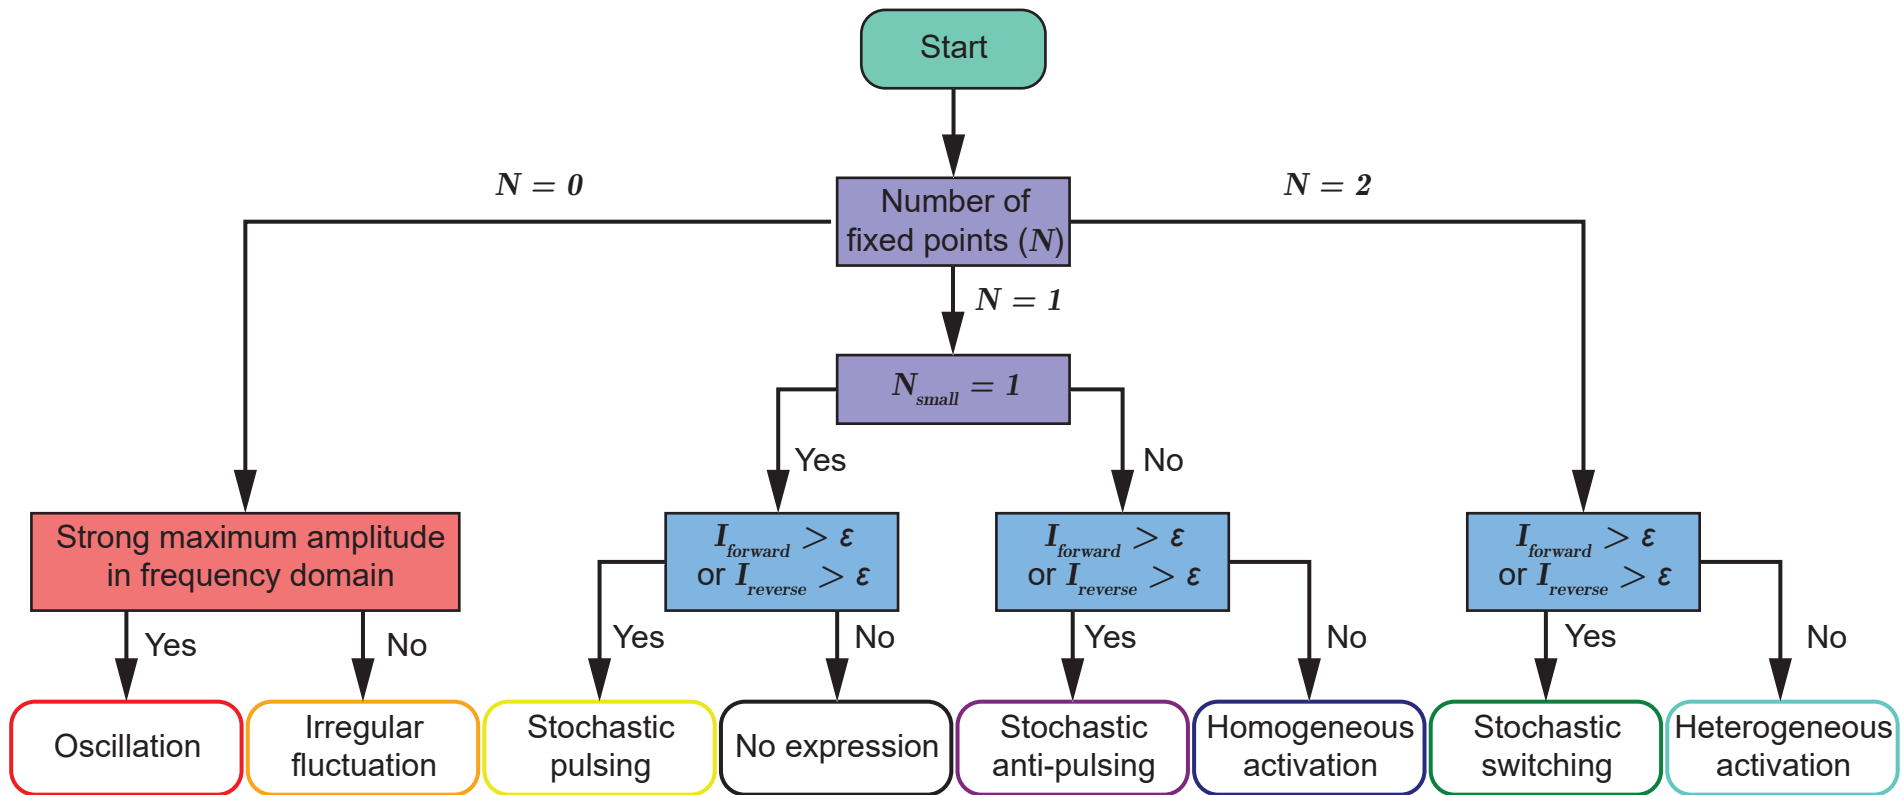 Start
N = 0
N = 2
Number of
fixed points (N)
N = 1
N_small = 1
Yes
No
Strong maximum amplitude
in frequency domain
I_forward > ε
or I_reverse > ε
I_forward > ε
or I_reverse > ε
I_forward > ε
or I_reverse > ε
Yes
No
Yes
No
Yes
No
Yes
No
Oscillation
Irregular
fluctuation
Stochastic
pulsing
No expression
Stochastic
anti-pulsing
Homogeneous
activation
Stochastic
switching
Heterogeneous
activation